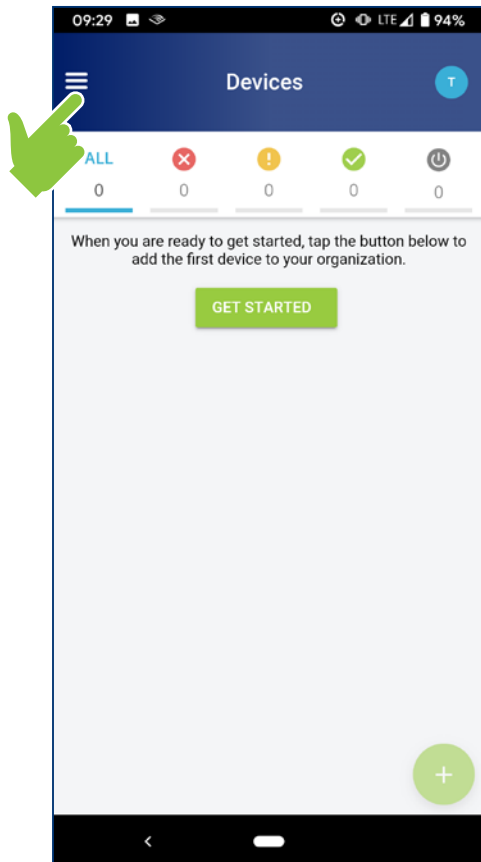 09:29 LTE 94%
Devices T
ALL
0 0 0 0 0
When you are ready to get started, tap the button below to
add the first device to your organization.
GET STARTED